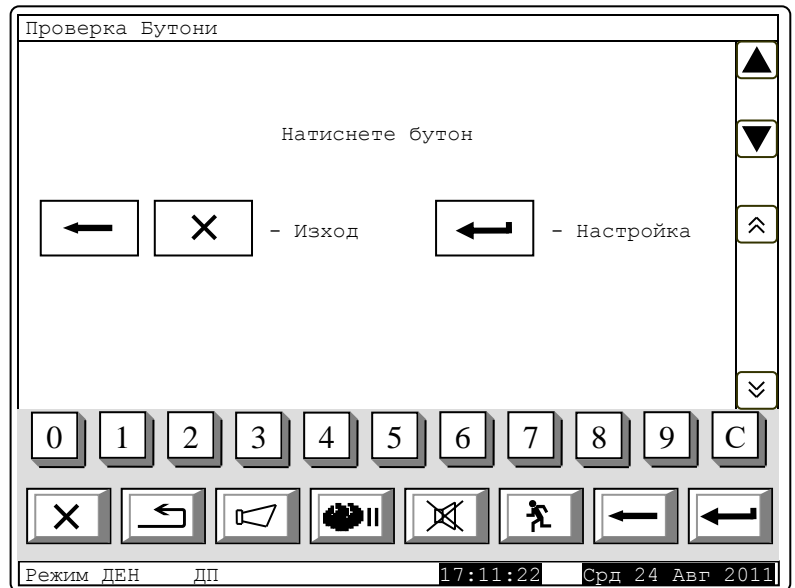 Проверка Бутони
Натиснете бутон
- Изход - Настройка
0 1 2 3 4 5 6 7 8 9 C
Режим ДЕН ДП 17:11:22 Срд 24 Авг 2011